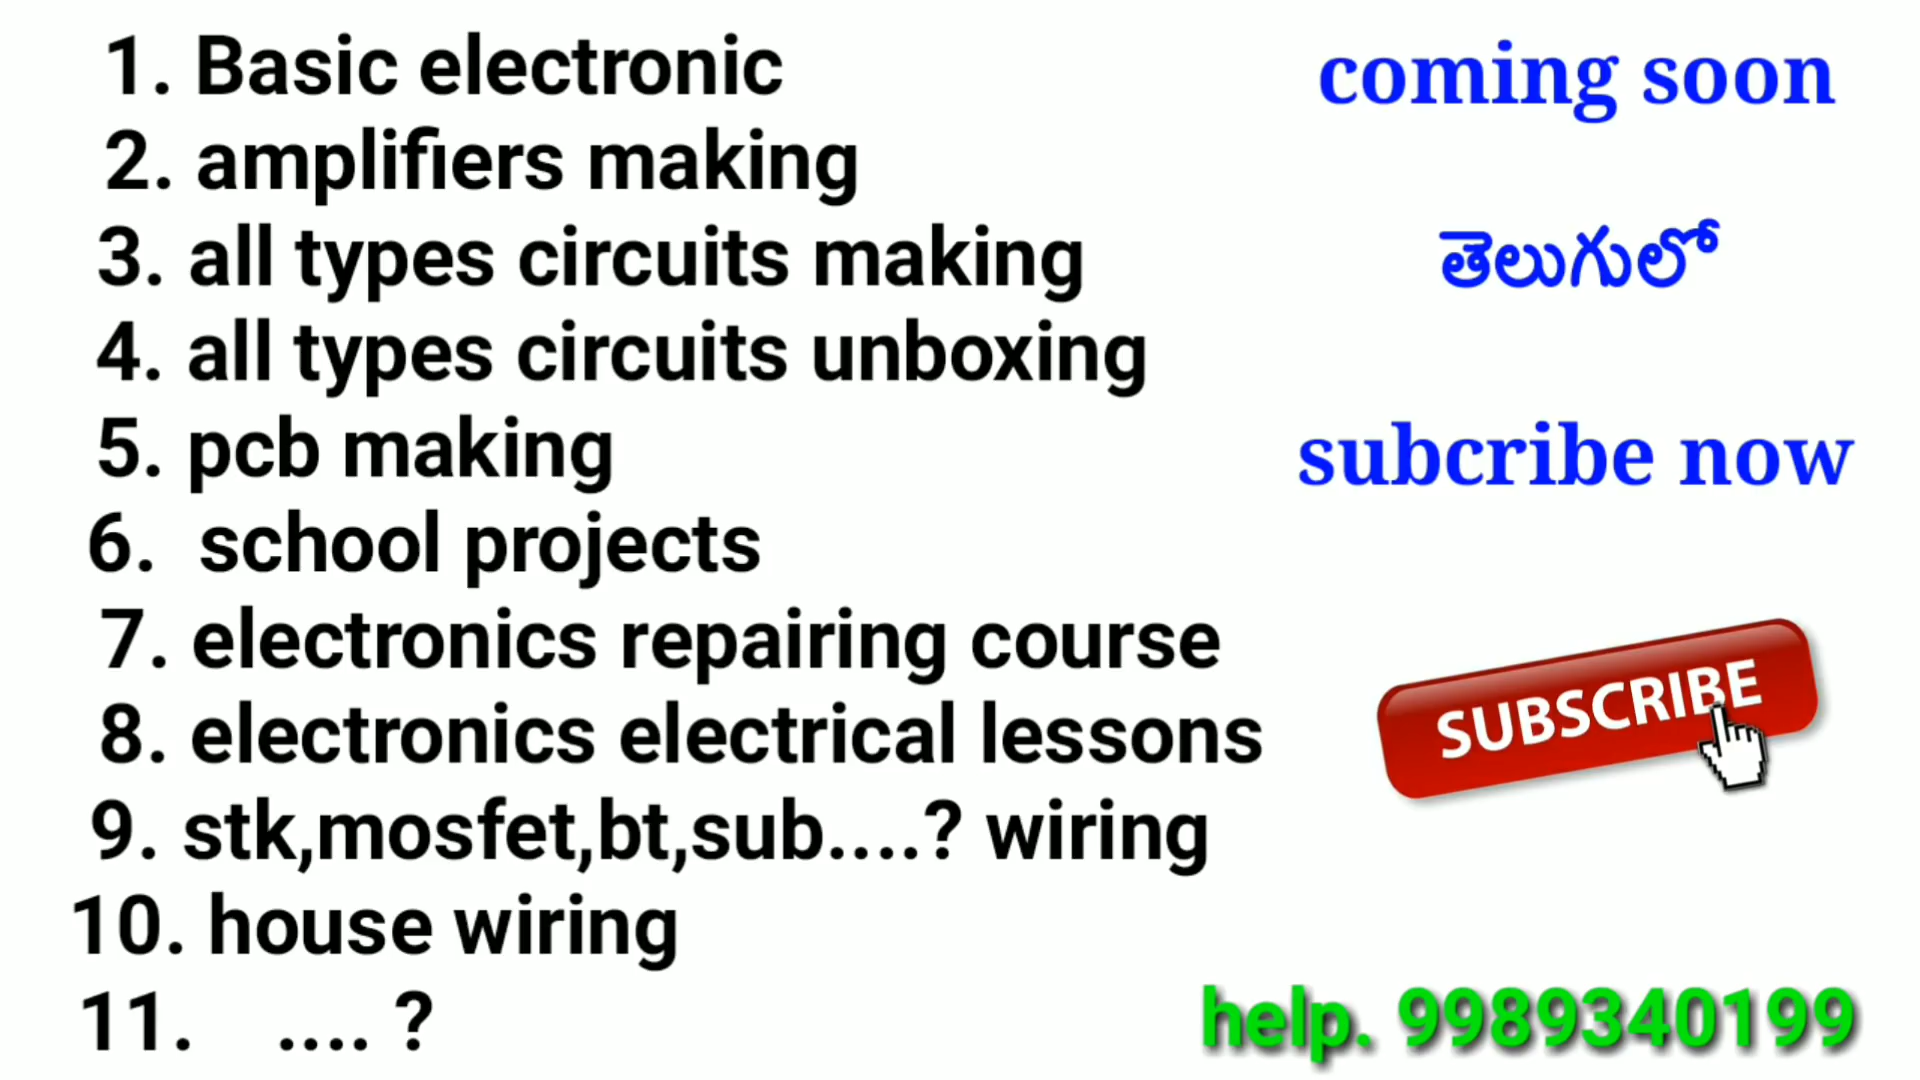 1. Basic electronic
2. amplifiers making
3. all types circuits making
4. all types circuits unboxing
5. pcb making
6. school projects
7. electronics repairing course
8. electronics electrical lessons
9. stk,mosfet,bt,sub....? wiring
10. house wiring
11. .... ?
coming soon
తెలుగులో
subcribe now
SUBSCRIBE
help. 9989340199